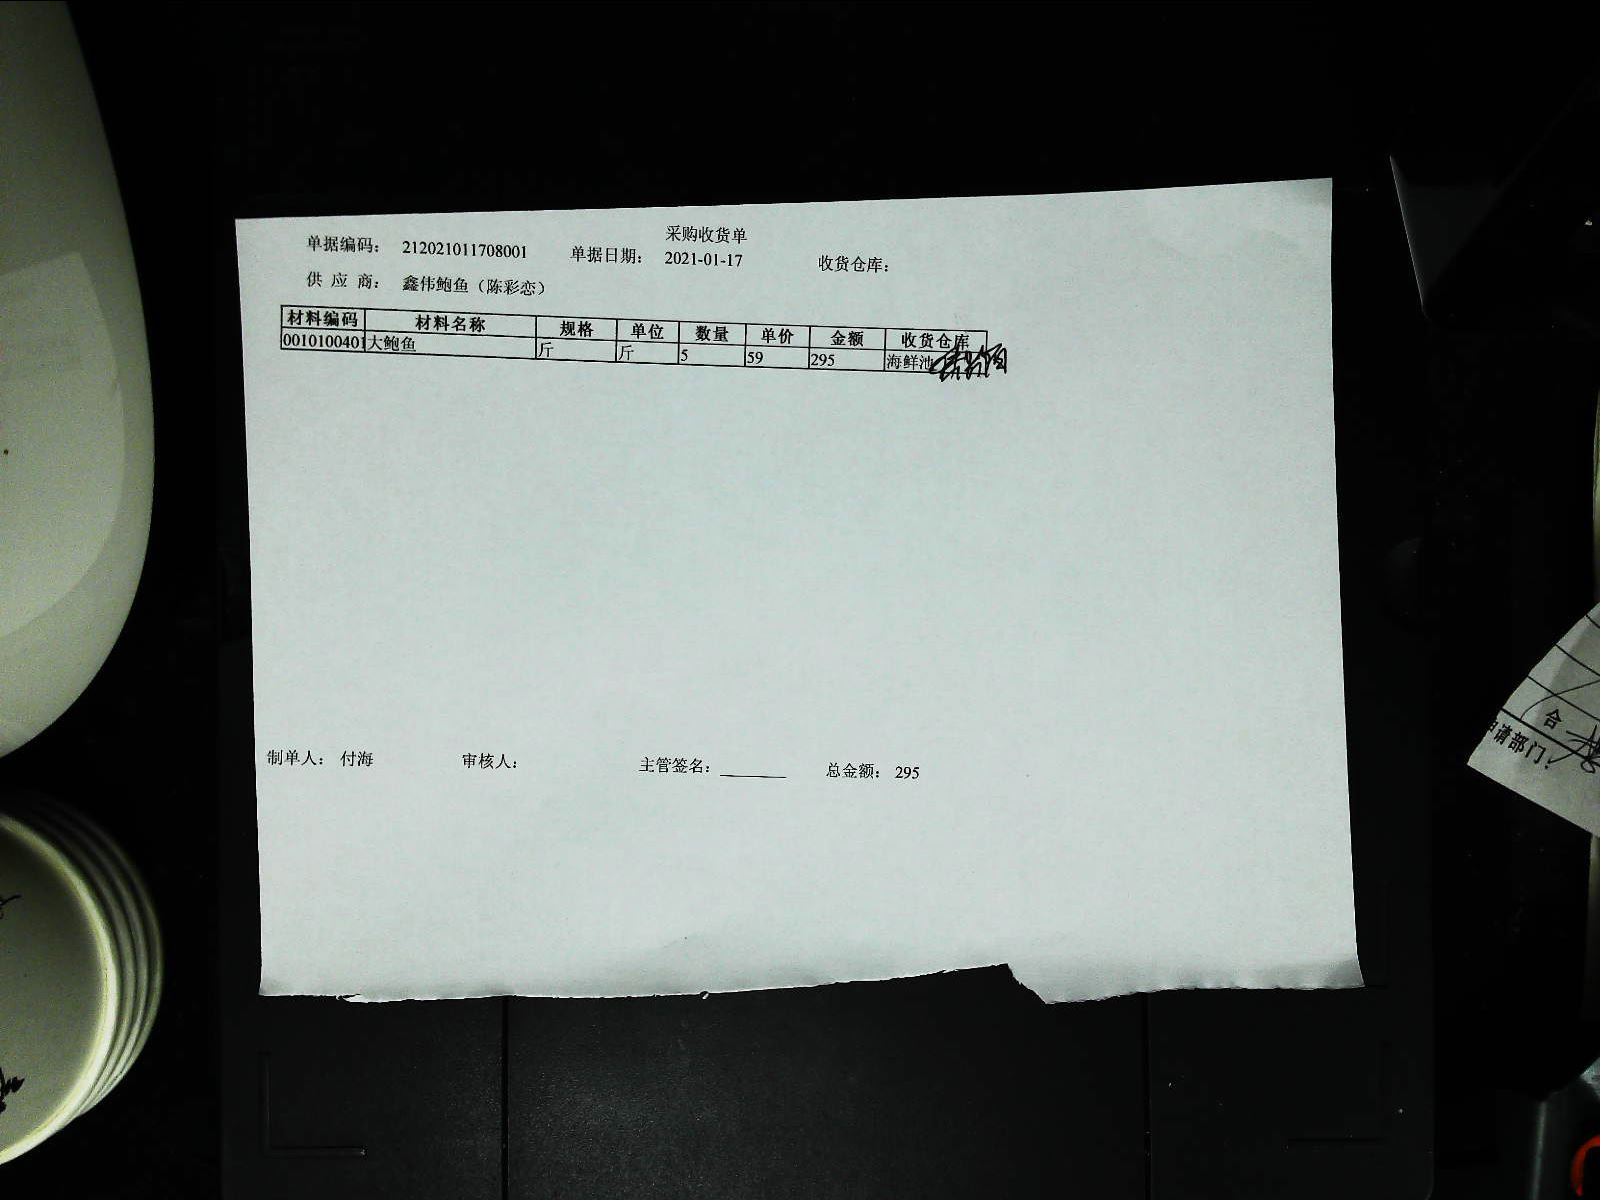 采购收货单
单据编码： 212021011708001 单据日期： 2021-01-17 收货仓库：
供 应 商： 鑫伟鲍鱼（陈彩恋）
材料编码 材料名称 规格 单位 数量 单价 金额 收货仓库
0010100401 大鲍鱼 斤 斤 5 59 295 海鲜池
制单人： 付海 审核人： 主管签名： 总金额： 295
合
申请部门：